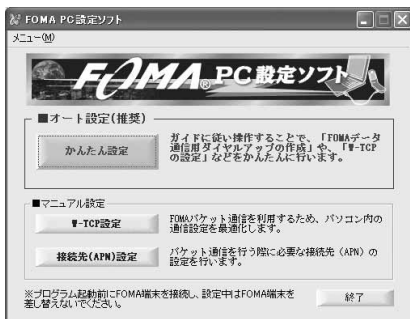 FOMA PC設定ソフト
メニュー(M)
FOMA® PC設定ソフト
■オート設定(推奨)
かんたん設定
ガイドに従い操作することで、「FOMAデータ
通信用ダイヤルアップの作成」や、「W-TCP
の設定」などをかんたんに行います。
■マニュアル設定
W-TCP設定
FOMAパケット通信を利用するため、パソコン内の
通信設定を最適化します。
接続先(APN)設定
パケット通信を行う際に必要な接続先(APN)の
設定を行います。
※プログラム起動前にFOMA端末を接続し、設定中はFOMA端末を
差し替えないでください。
終了